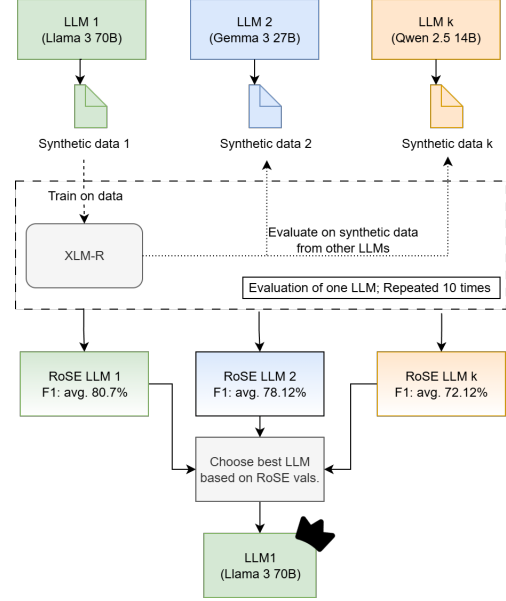 LLM 1
(Llama 3 70B)
LLM 2
(Gemma 3 27B)
LLM k
(Qwen 2.5 14B)
Synthetic data 1
Synthetic data 2
Synthetic data k
Train on data
XLM-R
Evaluate on synthetic data
from other LLMs
Evaluation of one LLM; Repeated 10 times
RoSE LLM 1
F1: avg. 80.7%
RoSE LLM 2
F1: avg. 78.12%
RoSE LLM k
F1: avg. 72.12%
Choose best LLM
based on RoSE vals.
LLM1
(Llama 3 70B)